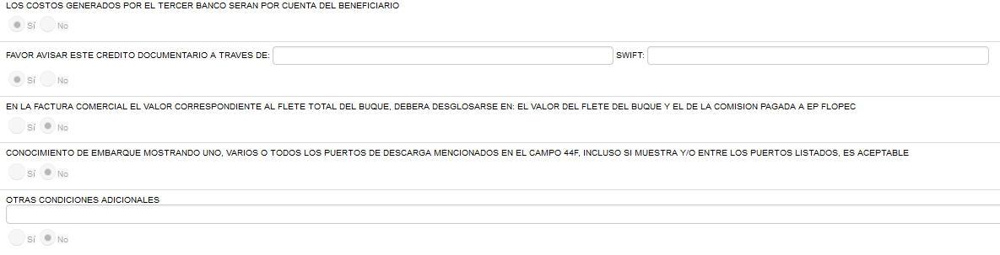 LOS COSTOS GENERADOS POR EL TERCER BANCO SERAN POR CUENTA DEL BENEFICIARIO
Sí No
FAVOR AVISAR ESTE CREDITO DOCUMENTARIO A TRAVES DE: SWIFT:
Sí No
EN LA FACTURA COMERCIAL EL VALOR CORRESPONDIENTE AL FLETE TOTAL DEL BUQUE, DEBERA DESGLOSARSE EN: EL VALOR DEL FLETE DEL BUQUE Y EL DE LA COMISION PAGADA A EP FLOPEC
Sí No
CONOCIMIENTO DE EMBARQUE MOSTRANDO UNO, VARIOS O TODOS LOS PUERTOS DE DESCARGA MENCIONADOS EN EL CAMPO 44F, INCLUSO SI MUESTRA Y/O ENTRE LOS PUERTOS LISTADOS, ES ACEPTABLE
Sí No
OTRAS CONDICIONES ADICIONALES
Sí No